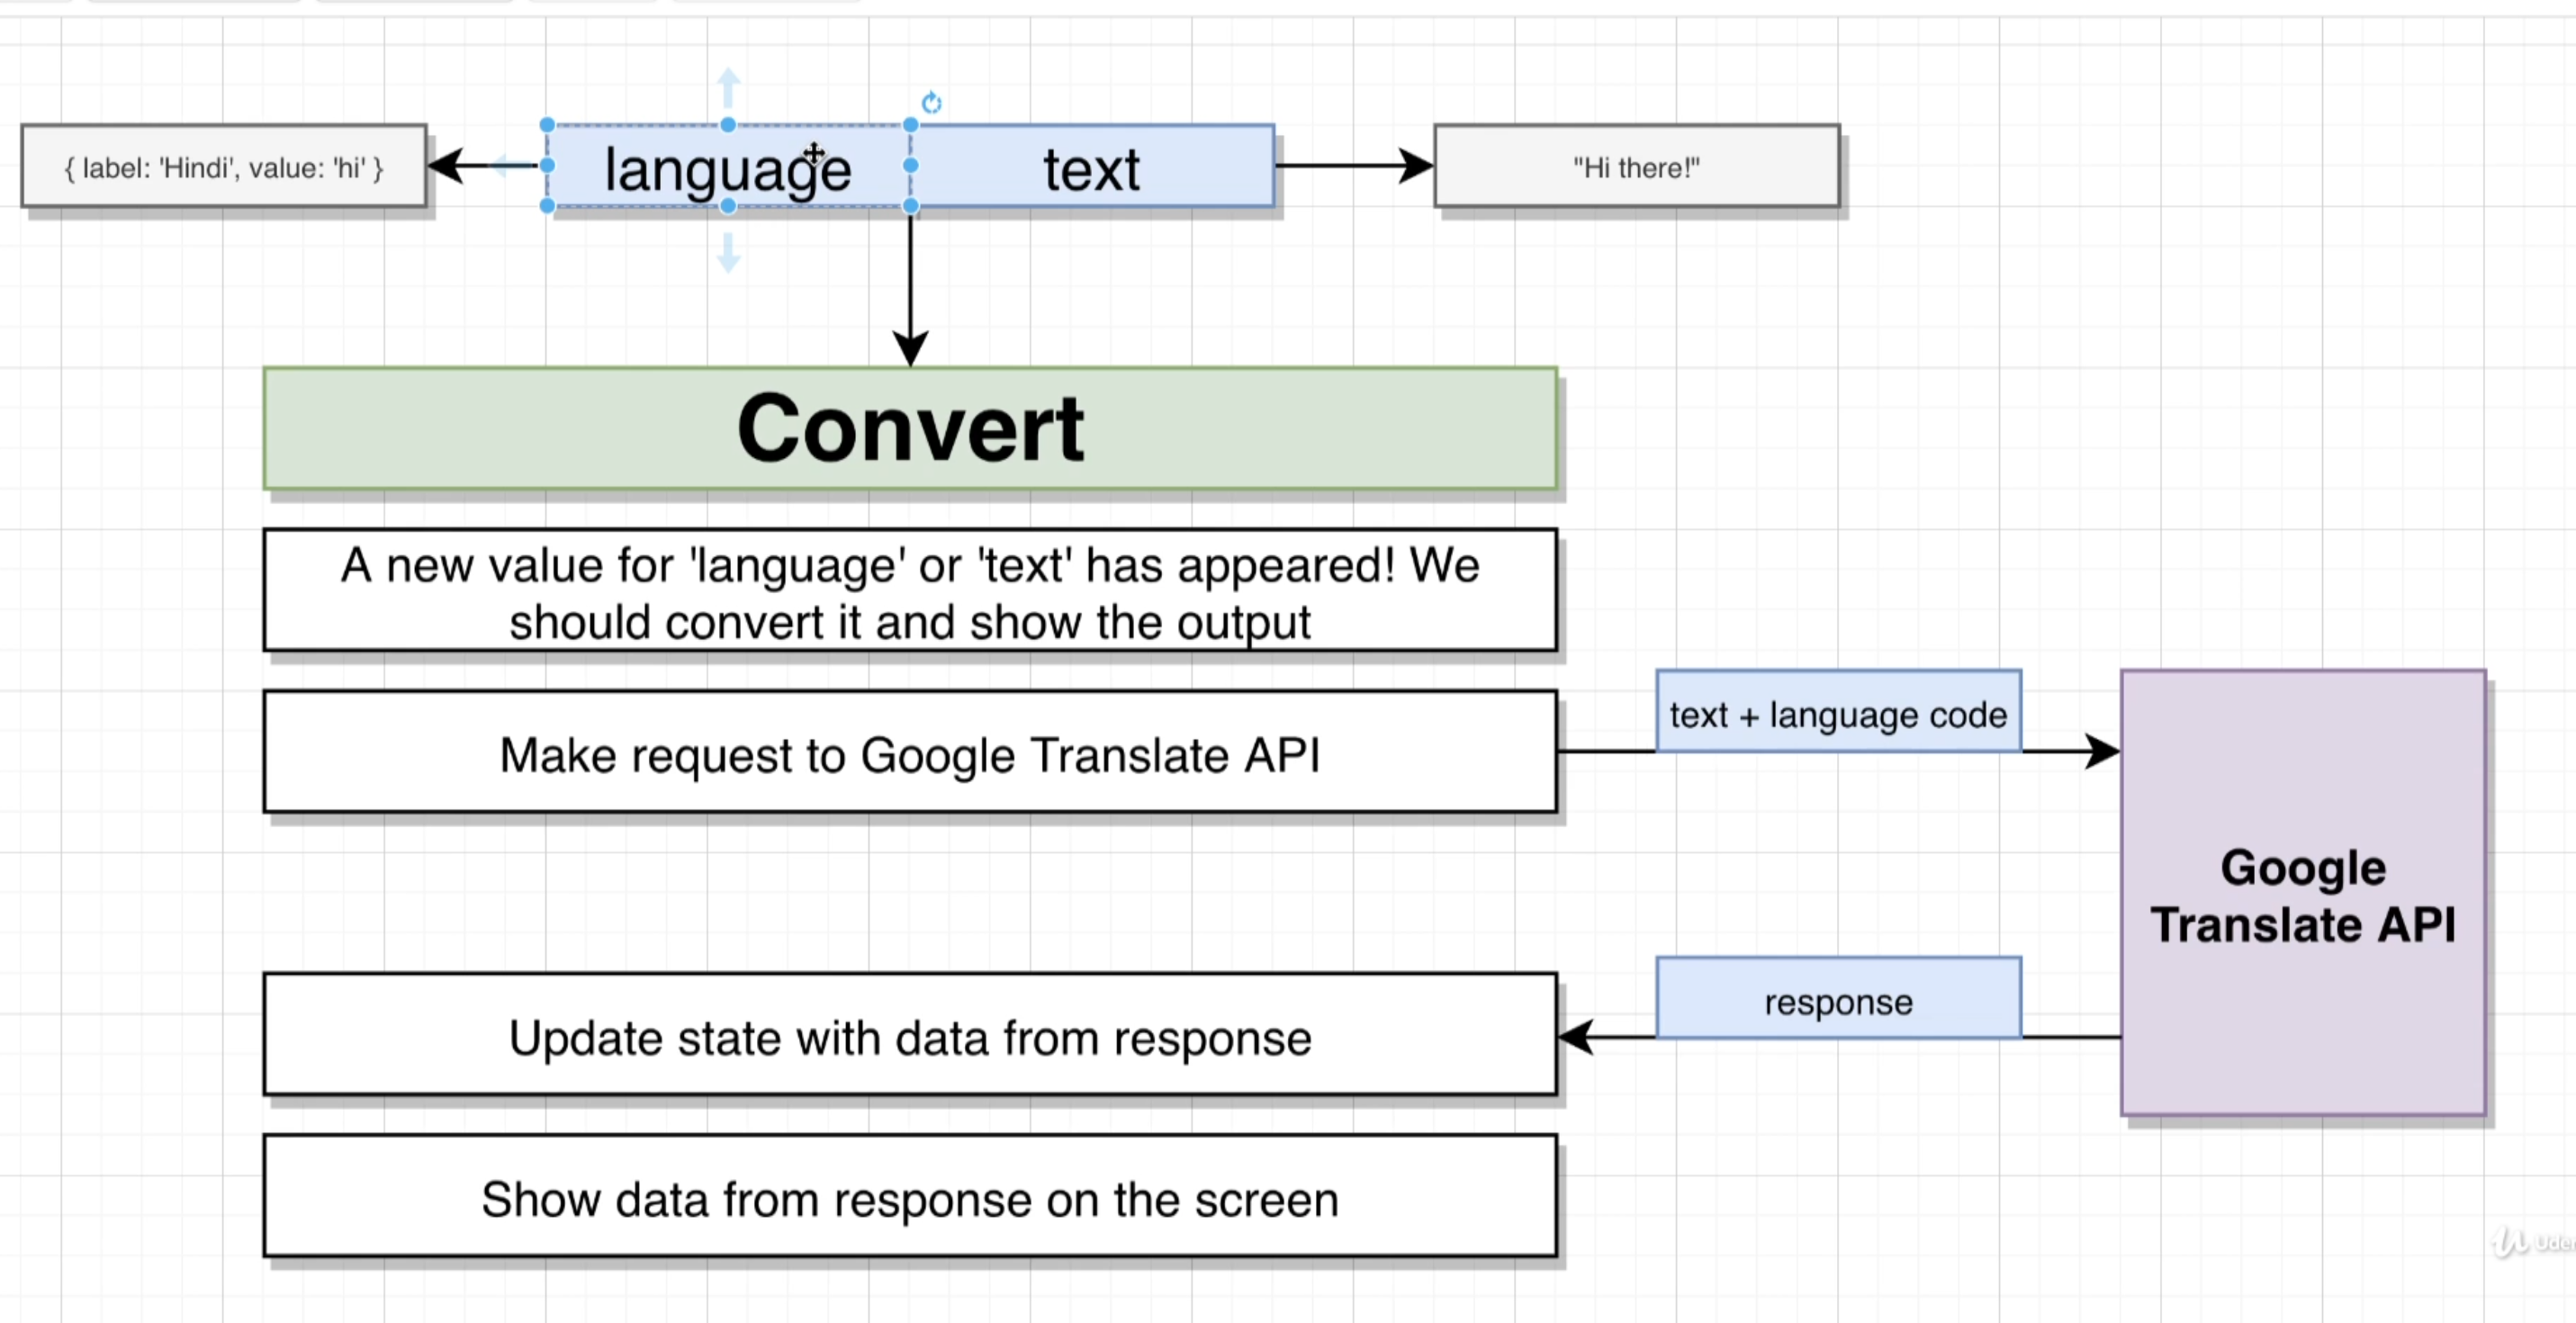 { label: 'Hindi', value: 'hi' }
language
text
"Hi there!"
Convert
A new value for 'language' or 'text' has appeared! We
should convert it and show the output
Make request to Google Translate API
text + language code
Google
Translate API
response
Update state with data from response
Show data from response on the screen